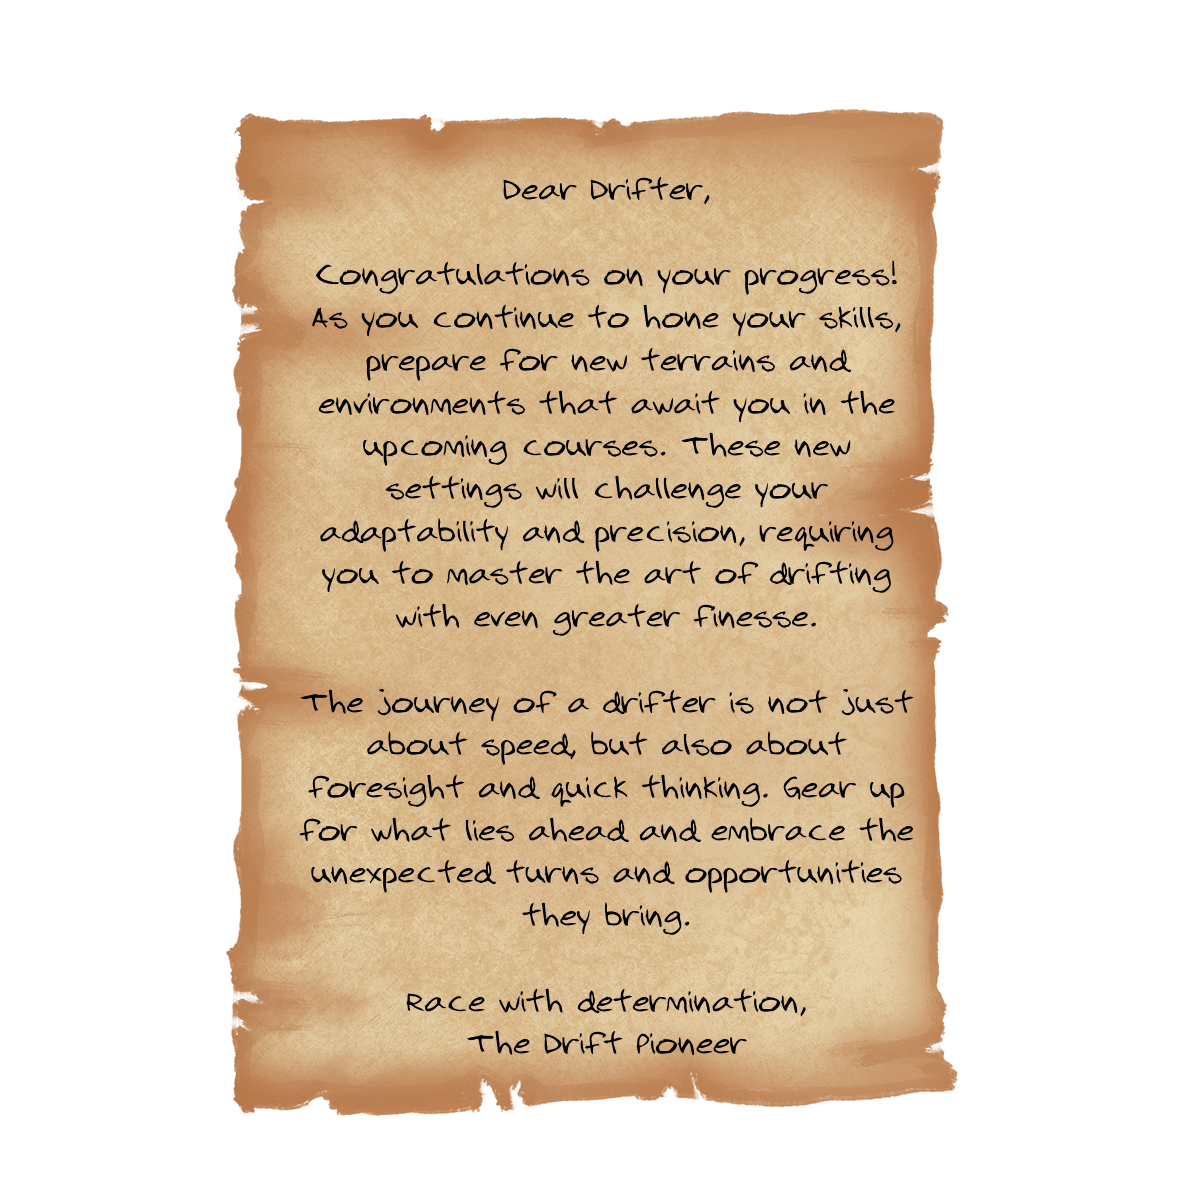 Dear Drifter,
Congratulations on your progress!
As you continue to hone your skills,
prepare for new terrains and
environments that await you in the
upcoming courses. These new
settings will challenge your
adaptability and precision, requiring
you to master the art of drifting
with even greater finesse.
The journey of a drifter is not just
about speed, but also about
foresight and quick thinking. Gear up
for what lies ahead and embrace the
unexpected turns and opportunities
they bring.
Race with determination,
The Drift Pioneer